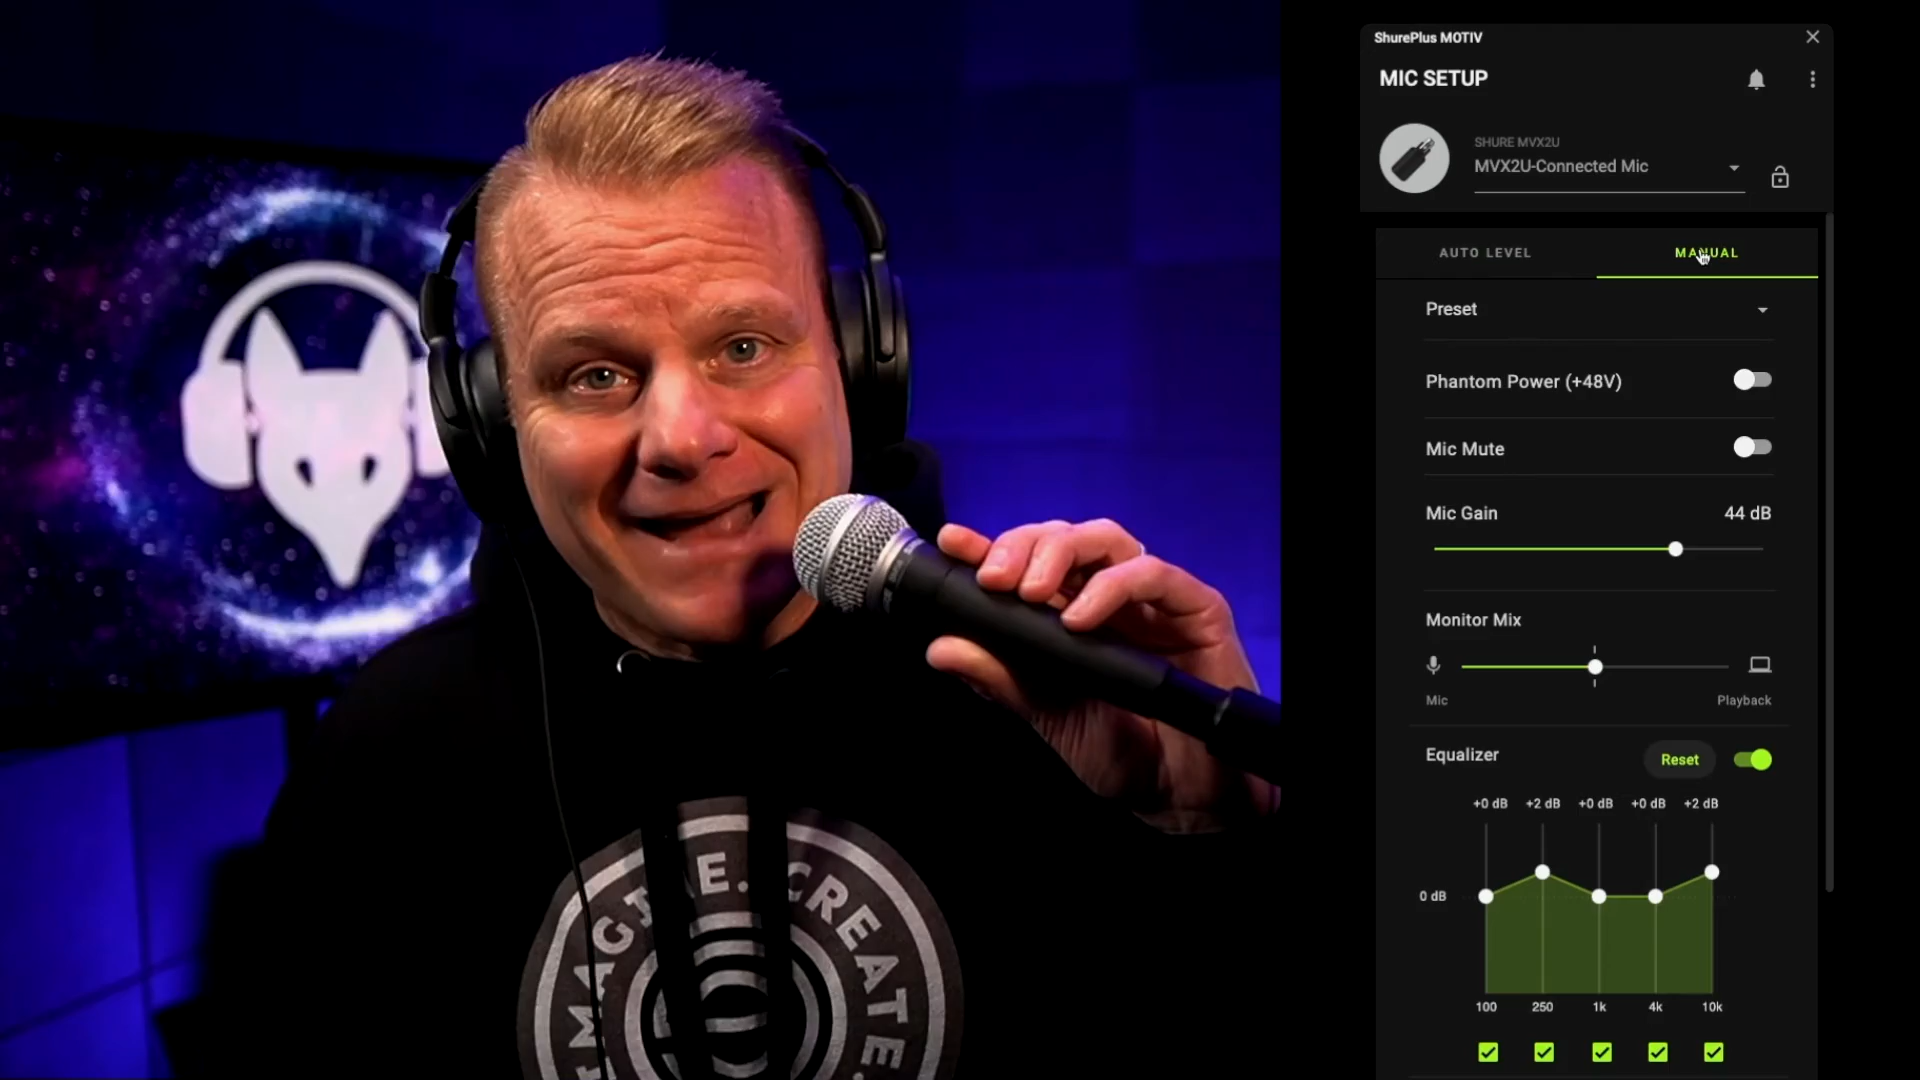 ShurePlus MOTIV
MIC SETUP
SHURE MVX2U
MVX2U-Connected Mic
AUTO LEVEL MANUAL
Preset
Phantom Power (+48V)
Mic Mute
Mic Gain 44 dB
Monitor Mix
Mic Playback
Equalizer Reset
+0 dB +2 dB +0 dB +0 dB +2 dB
0 dB
100 250 1k 4k 10k
CREATE.